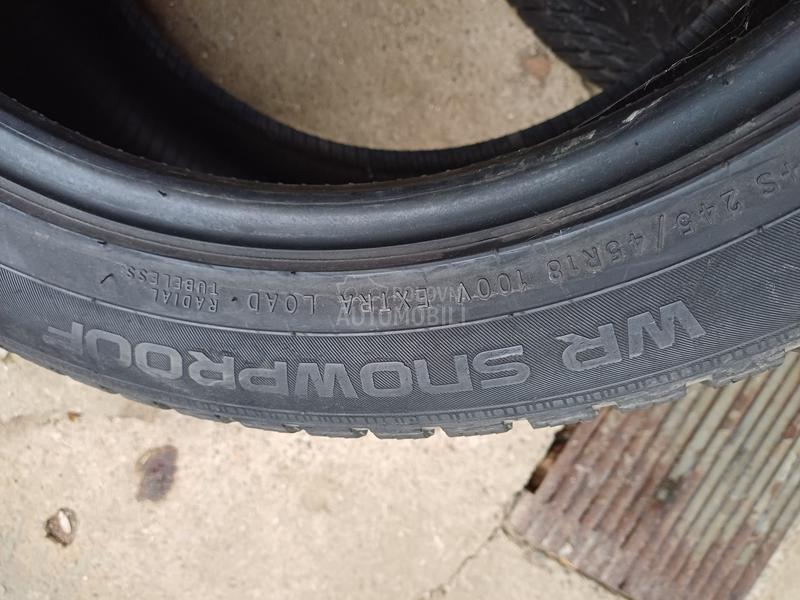 245/45R18 100V EXTRA LOAD
RADIAL
TUBELESS
WR SNOWPROOF
AUTOMOBILI